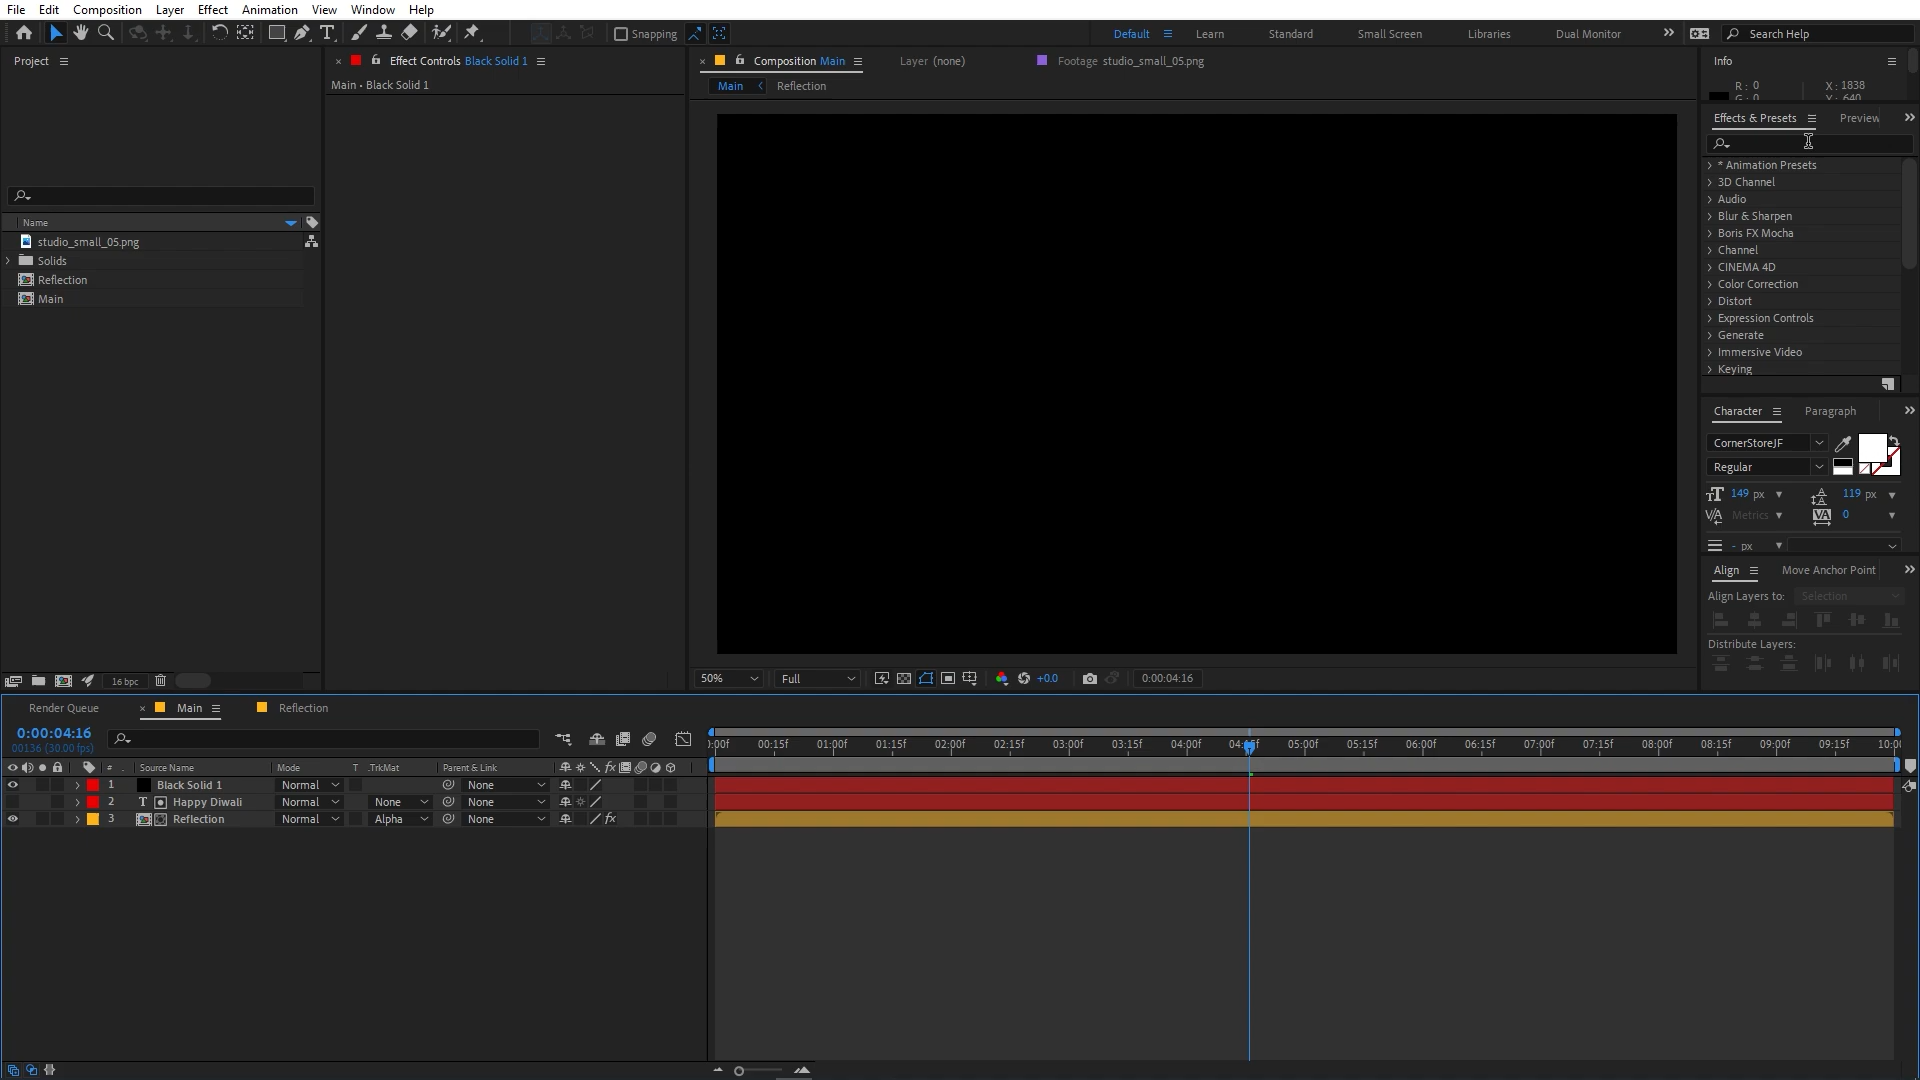 File Edit Composition Layer Effect Animation View Window Help
Snapping Default Learn Standard Small Screen Libraries Dual Monitor Search Help
Project
Effect Controls Black Solid 1
Main • Black Solid 1
Composition Main Layer (none) Footage studio_small_05.png
Main Reflection
Info
R : 0 X : 1838
G : 0 Y : 640
Effects & Presets Preview
* Animation Presets
3D Channel
Audio
Blur & Sharpen
Boris FX Mocha
Channel
CINEMA 4D
Color Correction
Distort
Expression Controls
Generate
Immersive Video
Keying
Name
studio_small_05.png
Solids
Reflection
Main
Character Paragraph
CornerStoreJF
Regular
149 px 119 px
Metrics 0
- px
Align Move Anchor Point
Align Layers to: Selection
Distribute Layers:
16 bpc
50% Full +0.0 0:00:04:16
Render Queue Main Reflection
0:00:04:16
00136 (30.00 fps)
):00f 00:15f 01:00f 01:15f 02:00f 02:15f 03:00f 03:15f 04:00f 04:15f 05:00f 05:15f 06:00f 06:15f 07:00f 07:15f 08:00f 08:15f 09:00f 09:15f 10:00
# Source Name Mode T .TrkMat Parent & Link
1 Black Solid 1 Normal None
2 T Happy Diwali Normal None None
3 Reflection Normal Alpha None